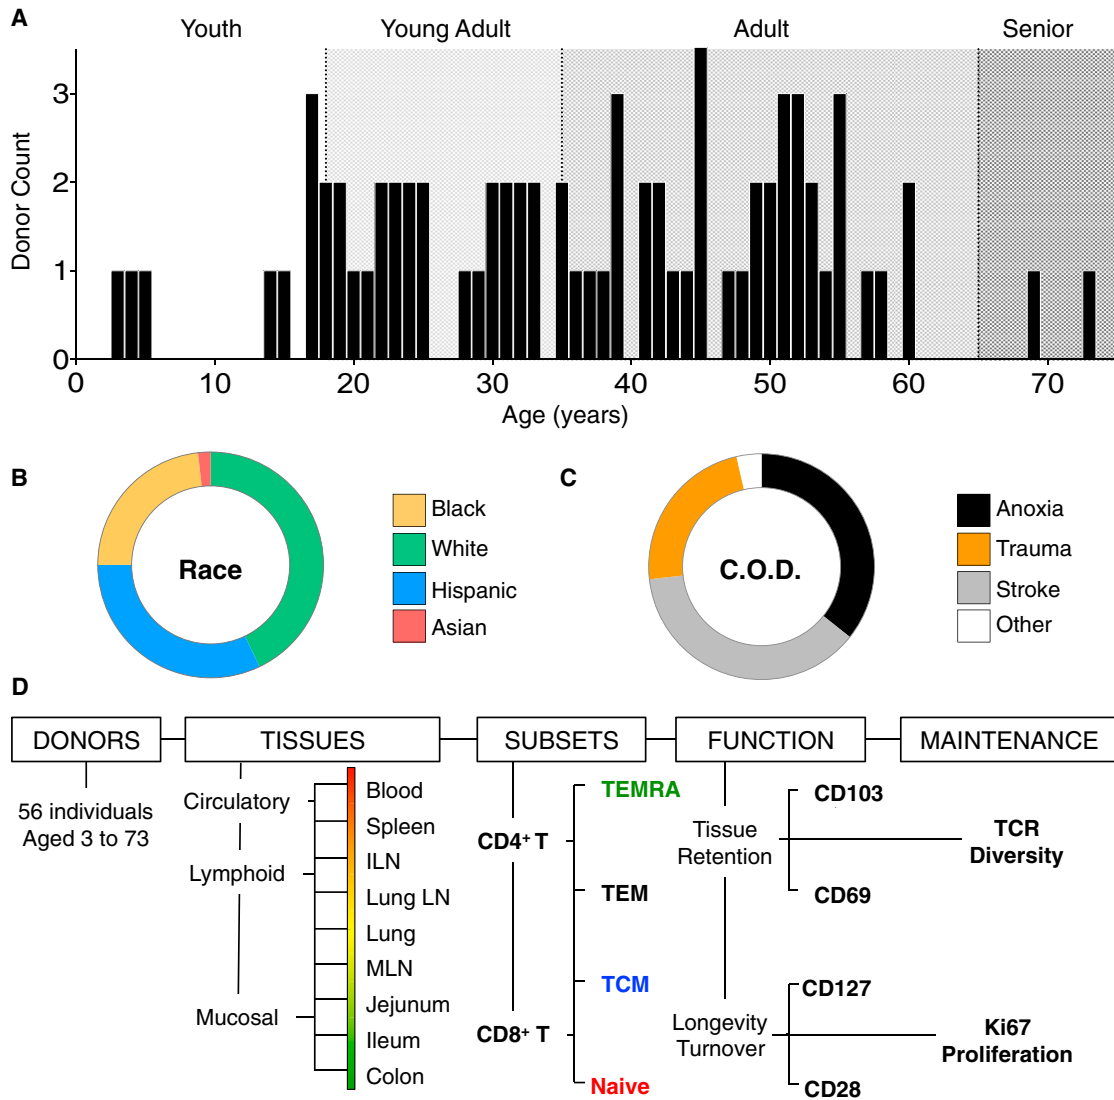 A
Youth Young Adult Adult Senior
Donor Count
3
2
1
0
0 10 20 30 40 50 60 70
Age (years)
B
Race
Black
White
Hispanic
Asian
C
C.O.D.
Anoxia
Trauma
Stroke
Other
D
DONORS TISSUES SUBSETS FUNCTION MAINTENANCE
56 individuals
Aged 3 to 73
Circulatory
Lymphoid
Mucosal
Blood
Spleen
ILN
Lung LN
Lung
MLN
Jejunum
Ileum
Colon
CD4+ T
CD8+ T
TEMRA
TEM
TCM
Naive
Tissue
Retention
Longevity
Turnover
CD103
CD69
CD127
CD28
TCR
Diversity
Ki67
Proliferation